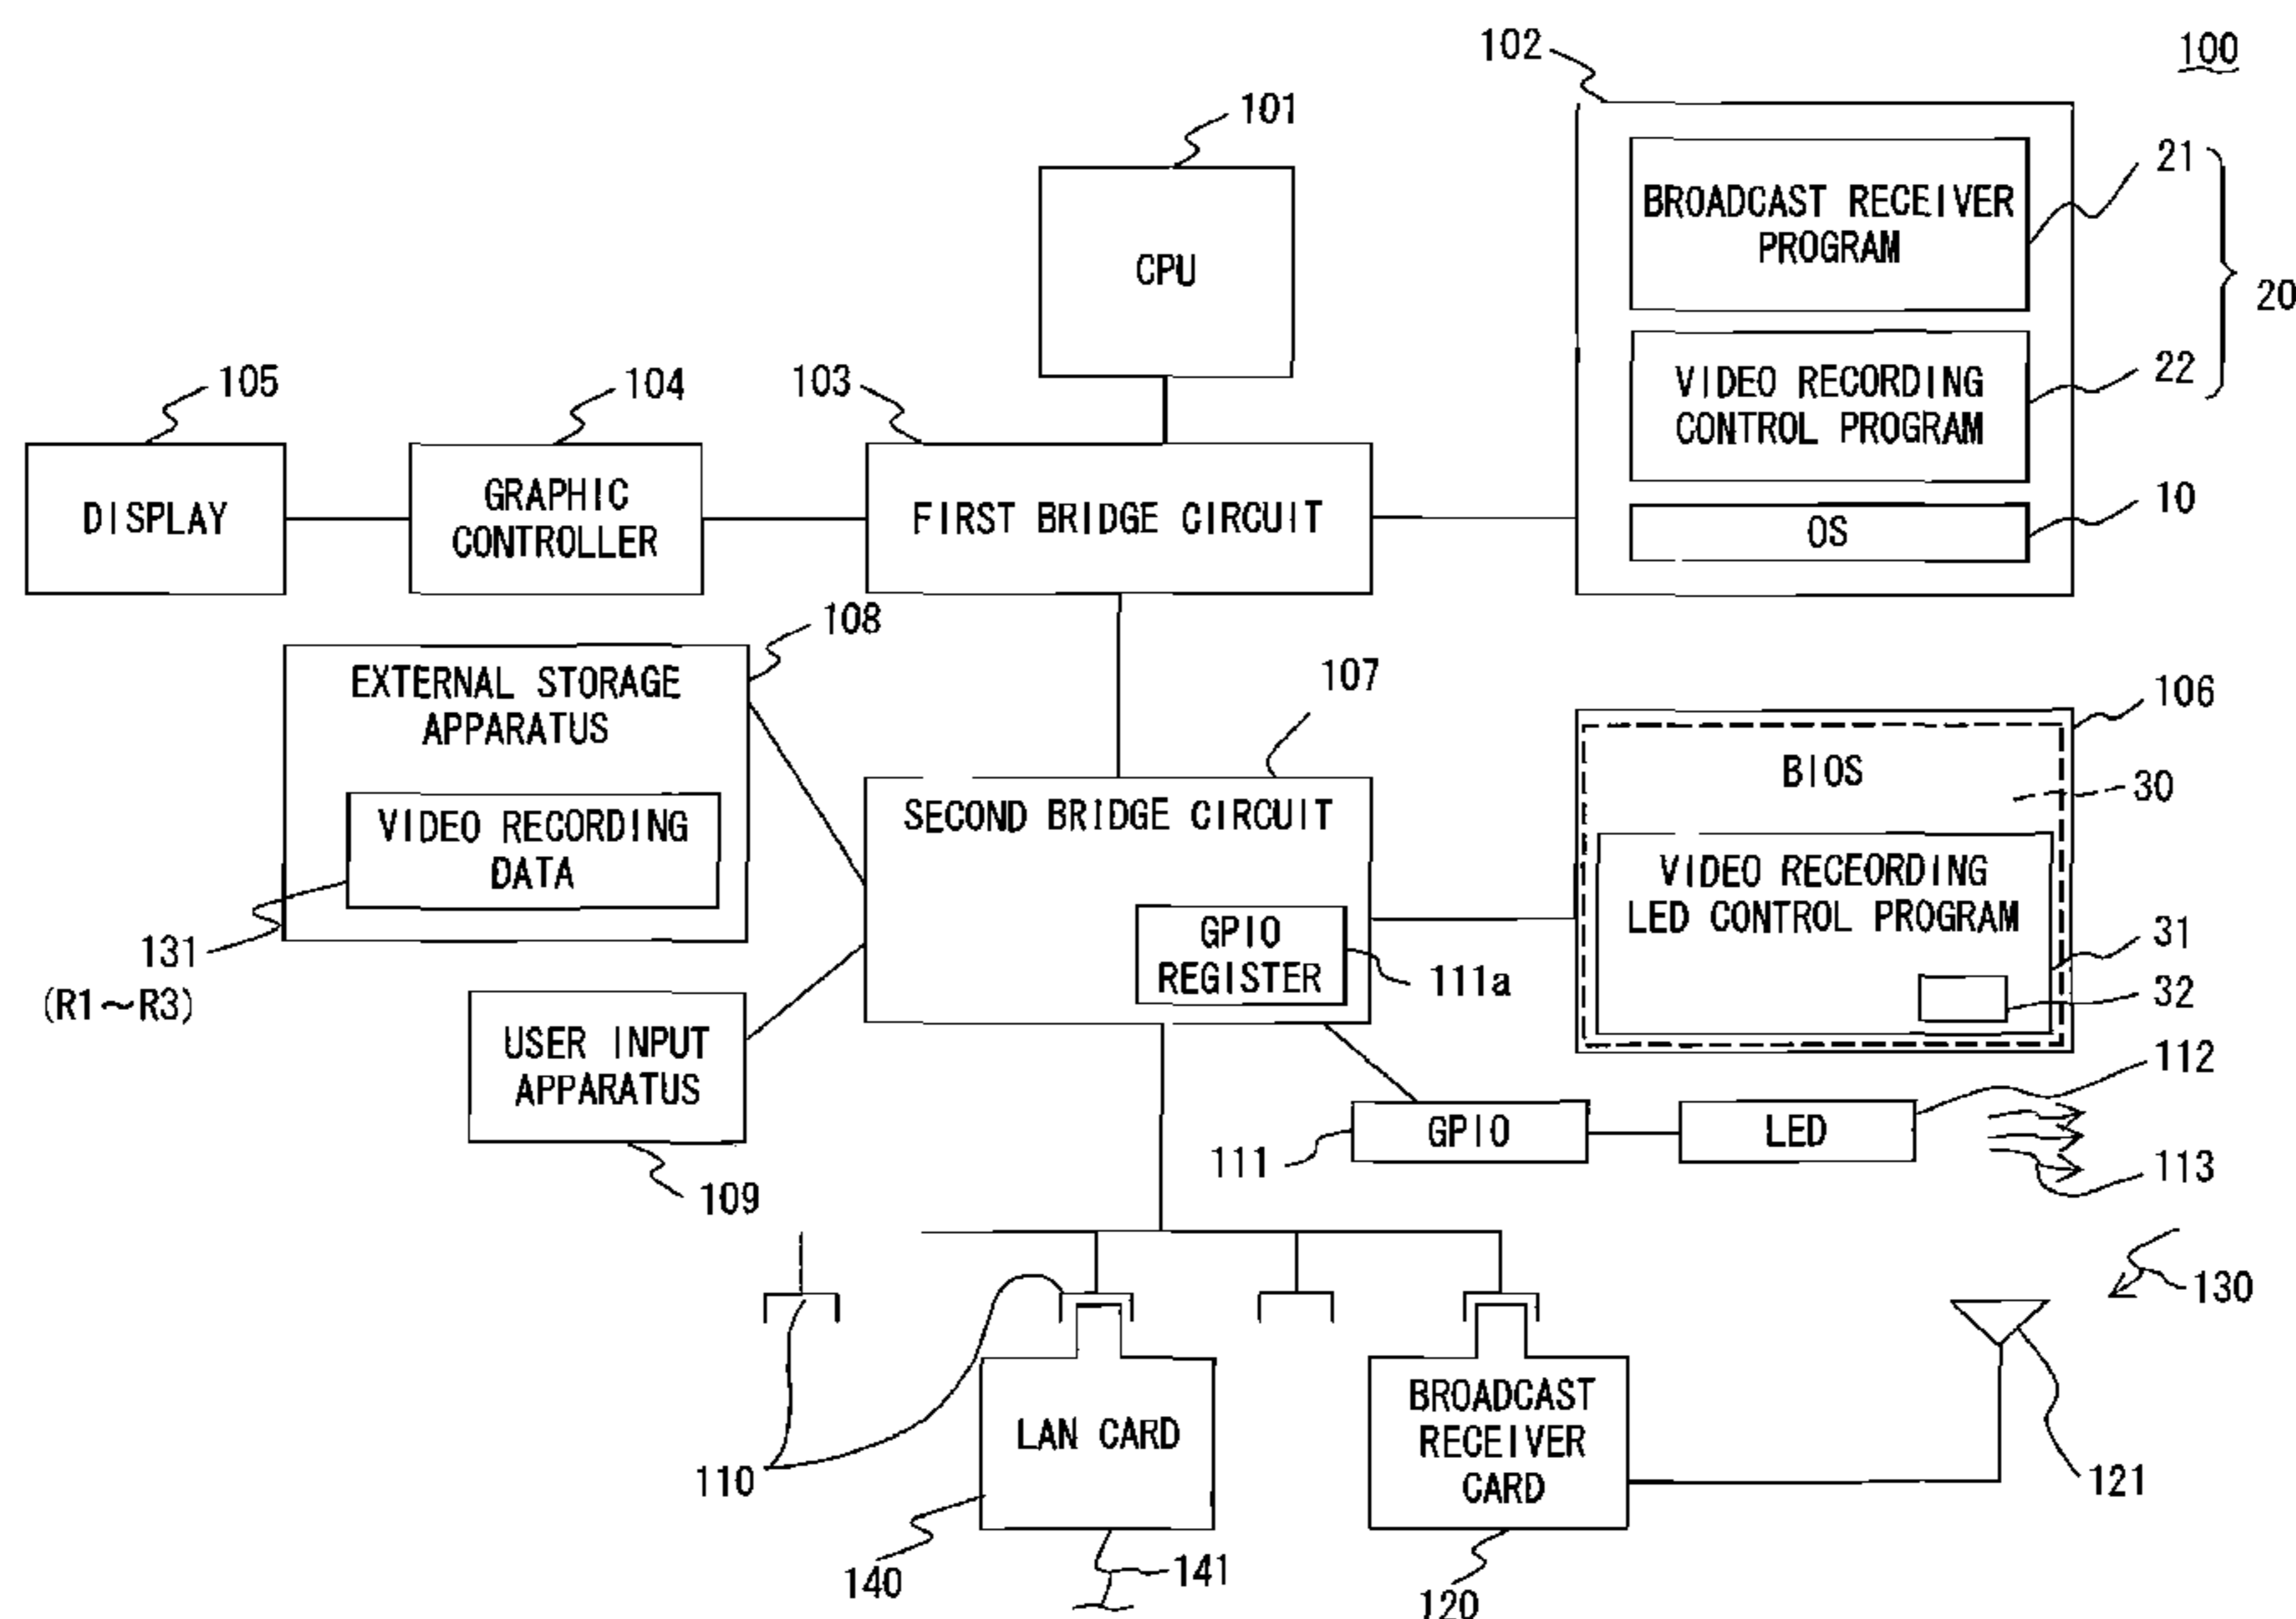 100
102
101
21
BROADCAST RECEIVER
PROGRAM
CPU
20
105
104
103
VIDEO RECORDING
CONTROL PROGRAM
22
DISPLAY
GRAPHIC
CONTROLLER
FIRST BRIDGE CIRCUIT
10
OS
108
EXTERNAL STORAGE
APPARATUS
107
106
BIOS
30
VIDEO RECORDING
DATA
SECOND BRIDGE CIRCUIT
VIDEO RECEORDING
LED CONTROL PROGRAM
131
(R1~R3)
GPIO
REGISTER
111a
31
32
USER INPUT
APPARATUS
112
111
GPIO
LED
113
109
130
110
LAN CARD
BROADCAST
RECEIVER
CARD
121
140
141
120